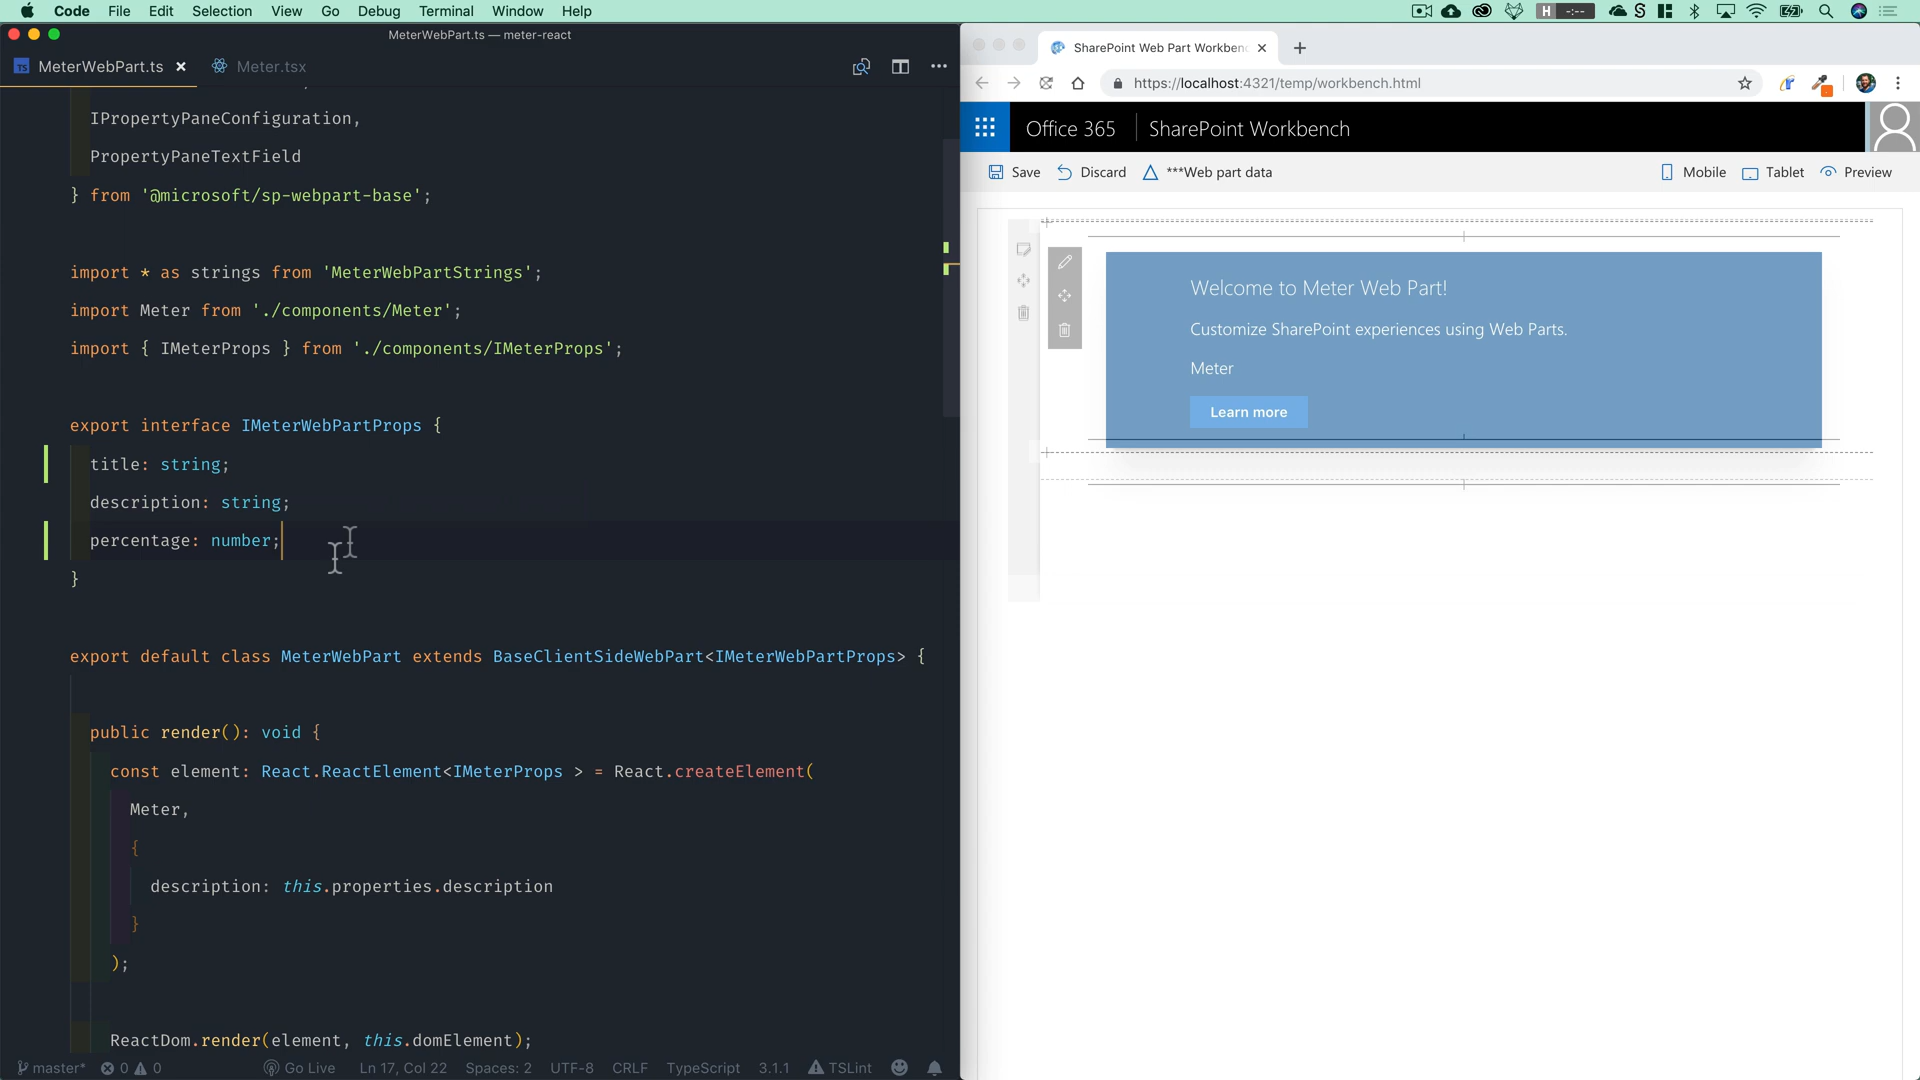 Code File Edit Selection View Go Debug Terminal Window Help
H -:--
MeterWebPart.ts — meter-react
TS MeterWebPart.ts × Meter.tsx
IPropertyPaneConfiguration,
PropertyPaneTextField
} from '@microsoft/sp-webpart-base';
import * as strings from 'MeterWebPartStrings';
import Meter from './components/Meter';
import { IMeterProps } from './components/IMeterProps';
export interface IMeterWebPartProps {
title: string;
description: string;
percentage: number;
}
export default class MeterWebPart extends BaseClientSideWebPart<IMeterWebPartProps> {
public render(): void {
const element: React.ReactElement<IMeterProps > = React.createElement(
Meter,
{
description: this.properties.description
}
);
ReactDom.render(element, this.domElement);
master* 0 0 Go Live Ln 17, Col 22 Spaces: 2 UTF-8 CRLF TypeScript 3.1.1 TSLint
SharePoint Web Part Workbenc
https://localhost:4321/temp/workbench.html
Office 365 SharePoint Workbench
Save Discard ***Web part data Mobile Tablet Preview
Welcome to Meter Web Part!
Customize SharePoint experiences using Web Parts.
Meter
Learn more